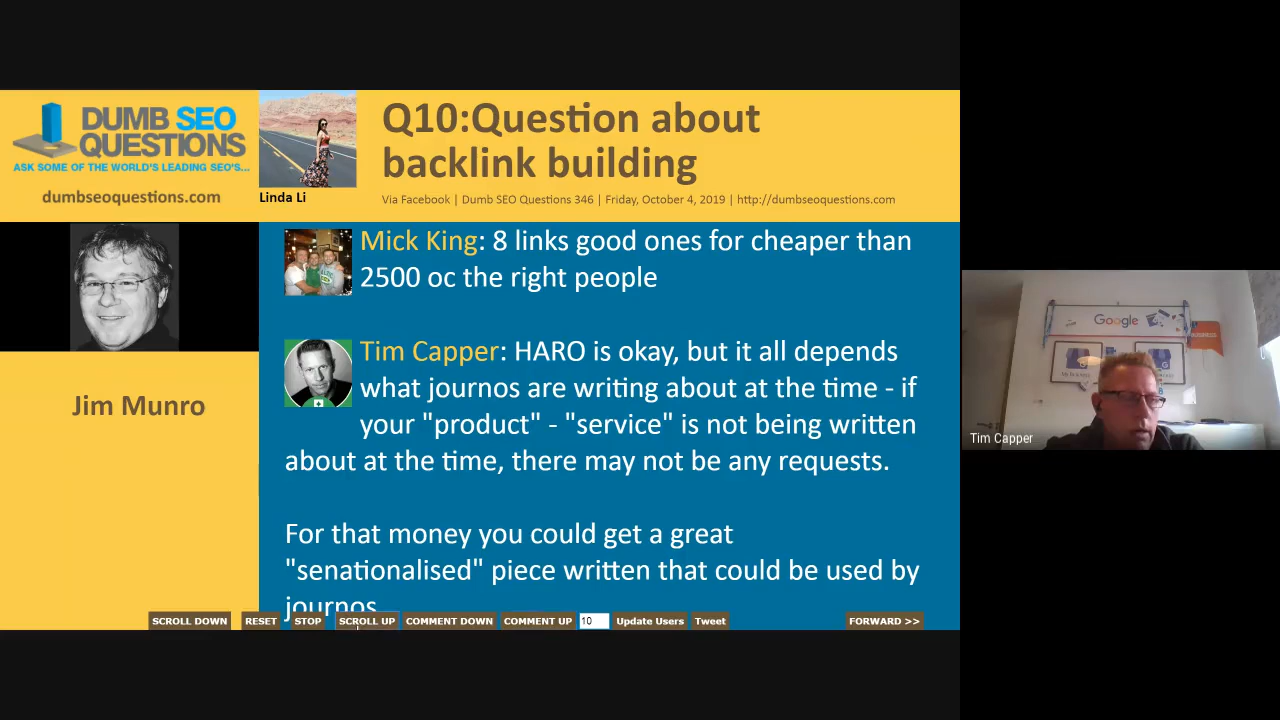 DUMB SEO
QUESTIONS
ASK SOME OF THE WORLD'S LEADING SEO'S...
dumbseoquestions.com
Linda Li
Q10:Question about
backlink building
Via Facebook | Dumb SEO Questions 346 | Friday, October 4, 2019 | http://dumbseoquestions.com
Jim Munro
Mick King: 8 links good ones for cheaper than
2500 oc the right people
Tim Capper: HARO is okay, but it all depends
what journos are writing about at the time - if
your "product" - "service" is not being written
about at the time, there may not be any requests.
For that money you could get a great
"senationalised" piece written that could be used by
journos
SCROLL DOWN RESET STOP SCROLL UP COMMENT DOWN COMMENT UP 10 Update Users Tweet FORWARD >>
Google
Tim Capper